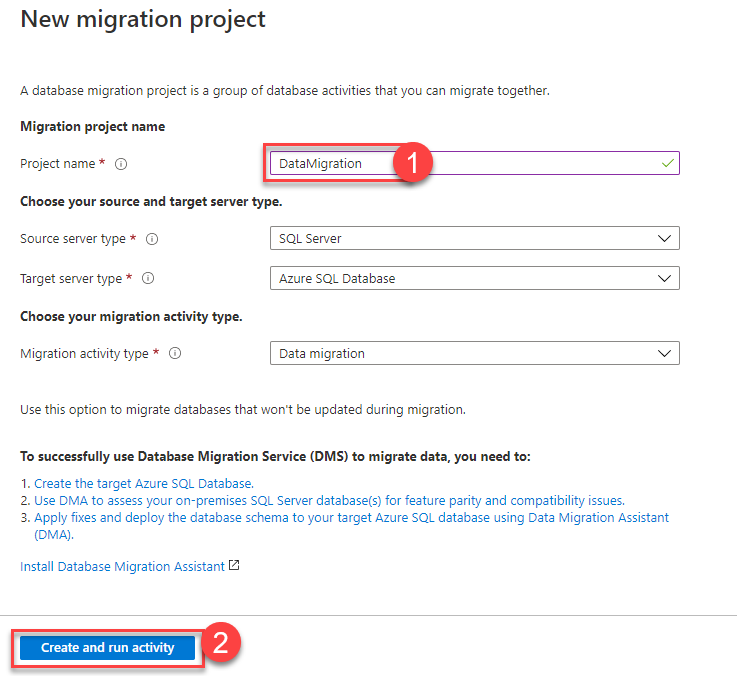 New migration project
A database migration project is a group of database activities that you can migrate together.
Migration project name
Project name *
DataMigration
1
Choose your source and target server type.
Source server type *
SQL Server
Target server type *
Azure SQL Database
Choose your migration activity type.
Migration activity type *
Data migration
Use this option to migrate databases that won't be updated during migration.
To successfully use Database Migration Service (DMS) to migrate data, you need to:
1. Create the target Azure SQL Database.
2. Use DMA to assess your on-premises SQL Server database(s) for feature parity and compatibility issues.
3. Apply fixes and deploy the database schema to your target Azure SQL database using Data Migration Assistant
(DMA).
Install Database Migration Assistant
Create and run activity
2